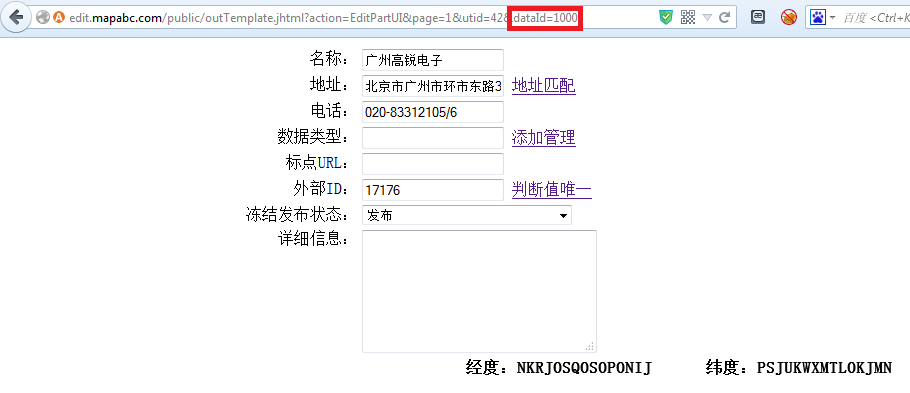 edit.mapabc.com/public/outTemplate.jhtml?action=EditPartUI&page=1&utid=42&dataId=1000
百度 <Ctrl+K
名称： 广州高锐电子
地址： 北京市广州市环市东路3 地址匹配
电话： 020-83312105/6
数据类型： 添加管理
标点URL：
外部ID： 17176 判断值唯一
冻结发布状态： 发布
详细信息：
经度：NKRJOSQOSOPONIJ 纬度：PSJUKWXMTLOKJMN